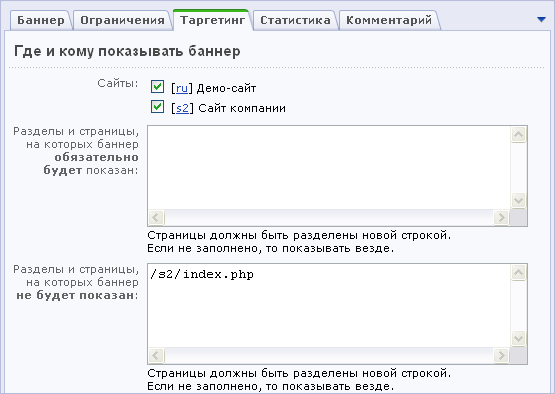 Баннер Ограничения Таргетинг Статистика Комментарий
Где и кому показывать баннер
Сайты: [ru] Демо-сайт
[s2] Сайт компании
Разделы и страницы,
на которых баннер
обязательно
будет показан:
Страницы должны быть разделены новой строкой.
Если не заполнено, то показывать везде.
Разделы и страницы,
на которых баннер
не будет показан:
/s2/index.php
Страницы должны быть разделены новой строкой.
Если не заполнено, то показывать везде.